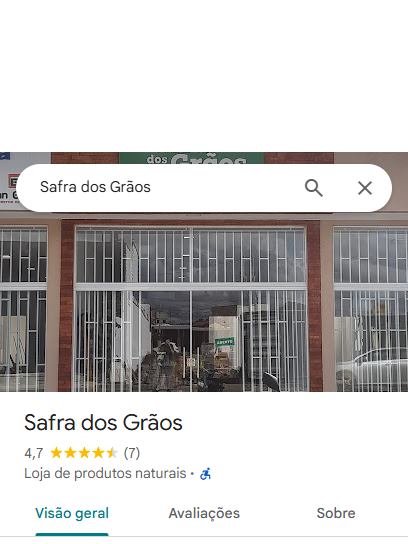 dos
Grãos
Safra dos Grãos
Safra dos Grãos
4,7 (7)
Loja de produtos naturais ·
Visão geral
Avaliações
Sobre